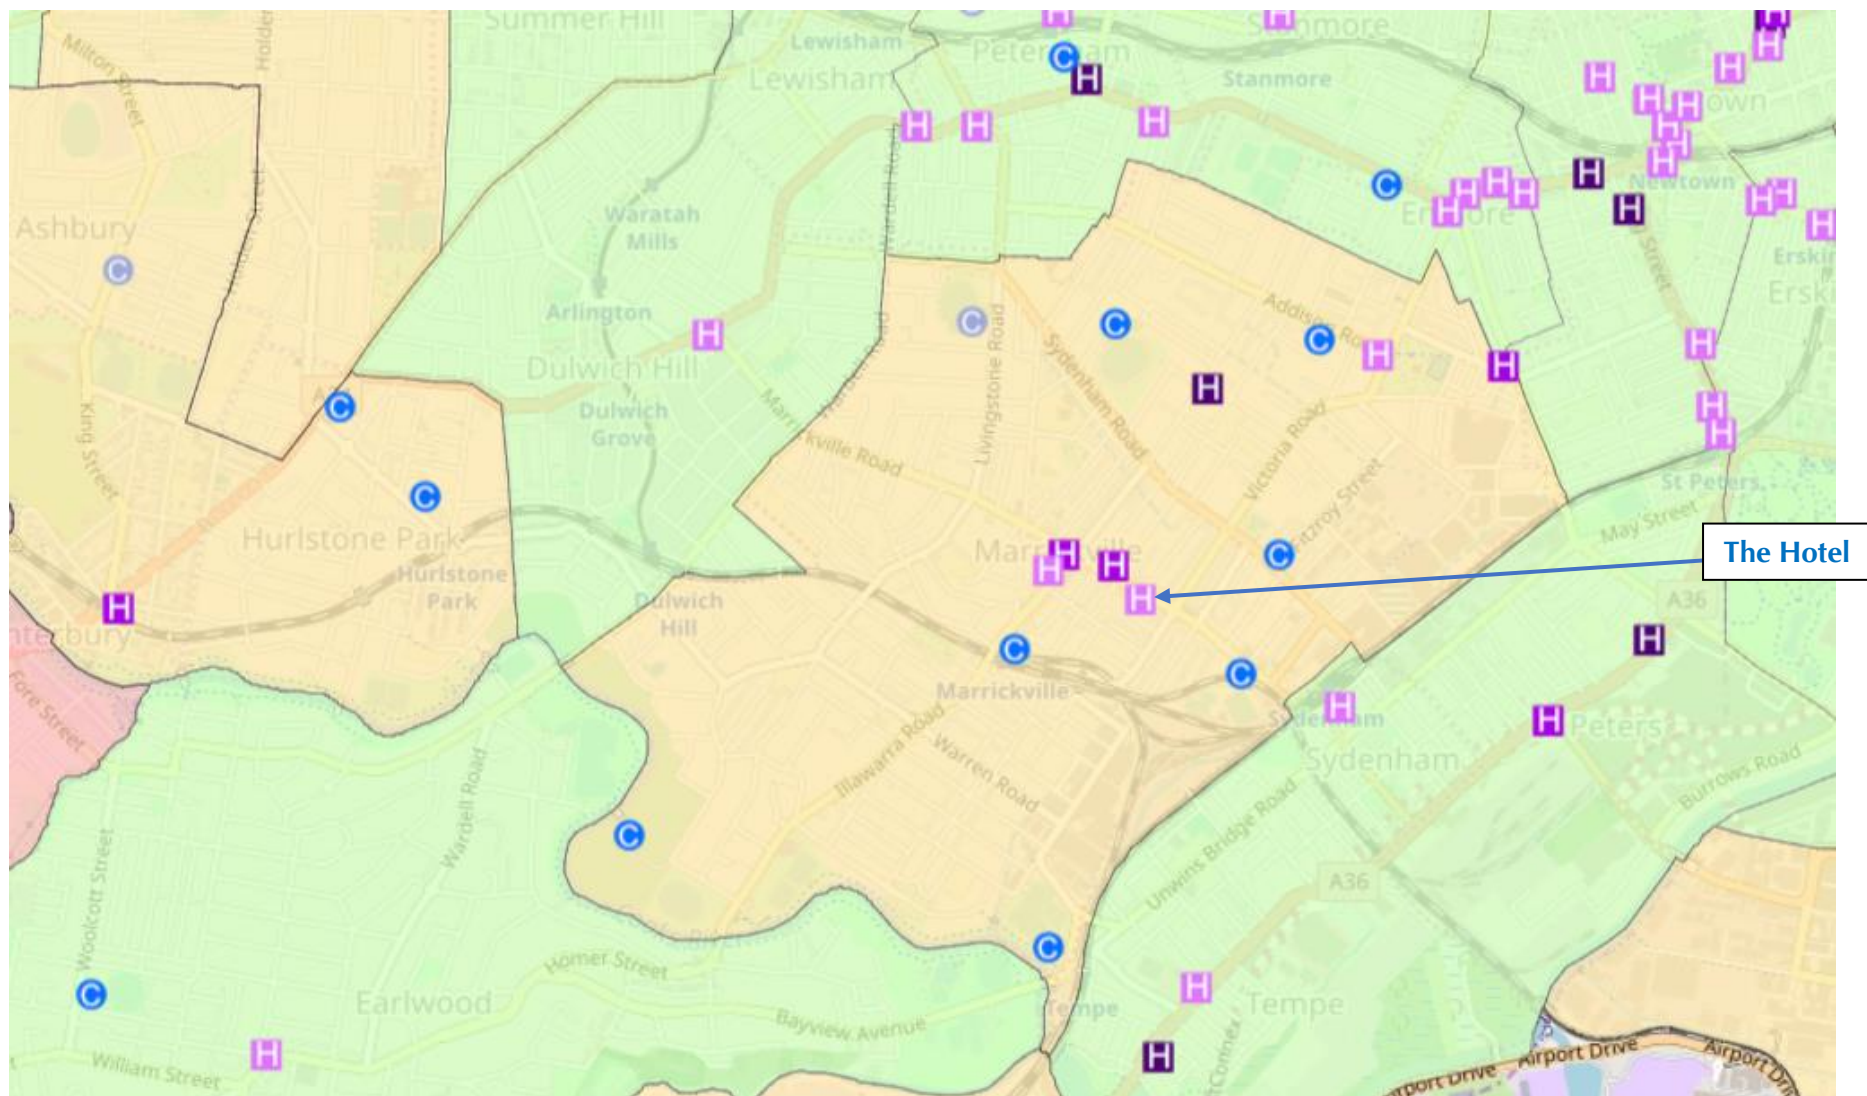 Summer Hill
Lewisham
Stanmore
Petersham
Milton Street
Lewisham
Stanmore
Ashbury
Waratah
Mills
Wardell Road
Newtown
Enmore
Street
Arlington
Addison Road
Dulwich Hill
Livingstone Road
Sydenham Road
Dulwich
Grove
Marrickville Road
Victoria Road
King Street
St Peters
May Street
Fitzroy Street
Hurlstone Park
Marrickville
The Hotel
Hurlstone
Park
Dulwich
Hill
A36
Marrickville
Sydenham
Peters
Fore Street
Illawarra Road
Warren Road
Sydenham
Burrows Road
Wardell Road
Unwins Bridge Road
Woolcott Street
A36
Homer Street
Earlwood
Bayview Avenue
Tempe
Tempe
William Street
Airport Drive
Airport Drive